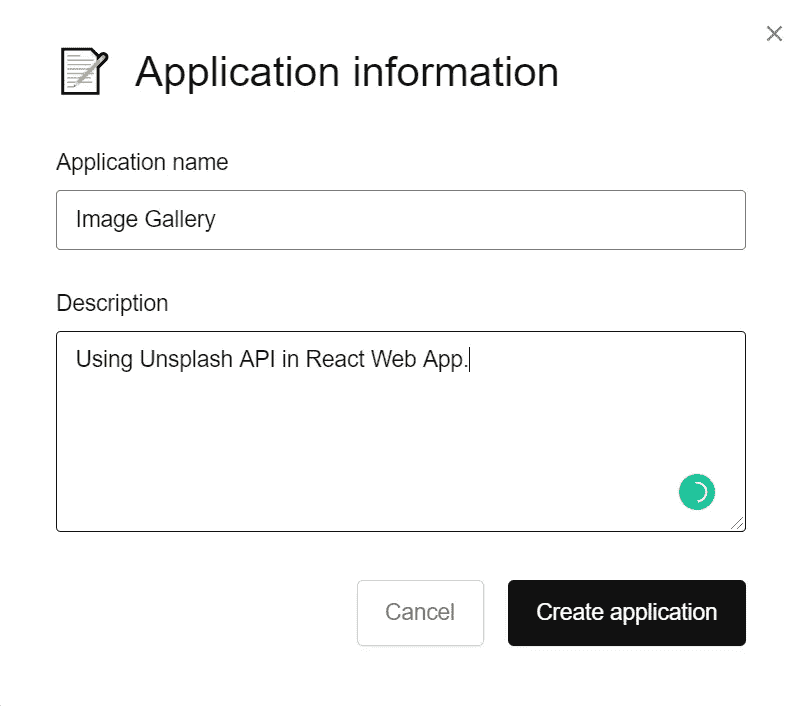 Application information
Application name
Image Gallery
Description
Using Unsplash API in React Web App.
Cancel
Create application